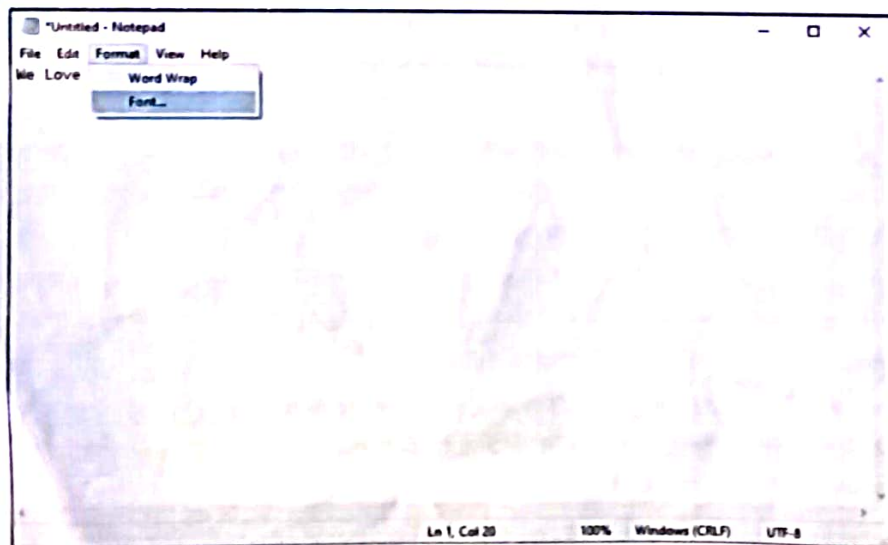 *Untitled - Notepad
File Edit Format View Help
We Love
Word Wrap
Font...
Ln 1, Col 20 100% Windows (CRLF) UTF-8